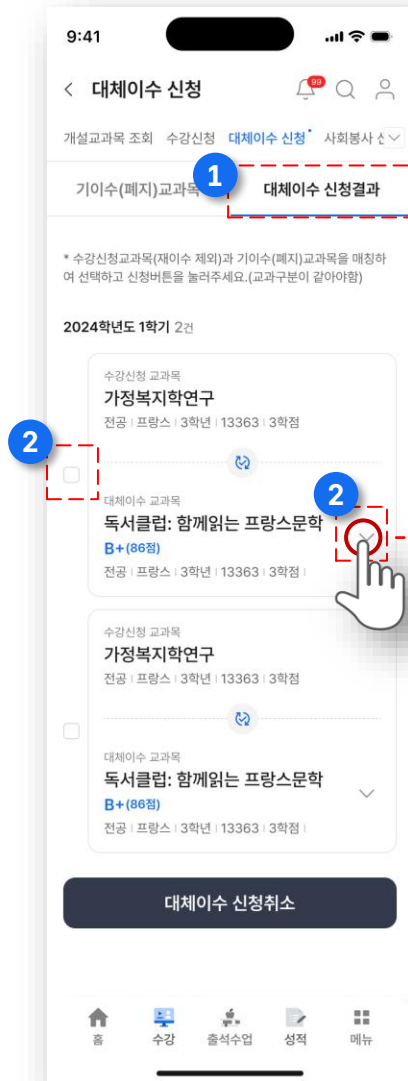 9:41
대체이수 신청
99
개설교과목 조회 수강신청 대체이수 신청 사회봉사
1
기이수(폐지)교과목 대체이수 신청결과
* 수강신청교과목(재이수 제외)과 기이수(폐지)교과목을 매칭하
여 선택하고 신청버튼을 눌러주세요.(교과구분이 같아야함)
2024학년도 1학기 2건
수강신청 교과목
가정복지학연구
전공 | 프랑스 | 3학년 | 13363 | 3학점
2
대체이수 교과목
2
독서클럽: 함께읽는 프랑스문학
B+(86점)
전공 | 프랑스 | 3학년 | 13363 | 3학점 |
수강신청 교과목
가정복지학연구
전공 | 프랑스 | 3학년 | 13363 | 3학점
대체이수 교과목
독서클럽: 함께읽는 프랑스문학
B+(86점)
전공 | 프랑스 | 3학년 | 13363 | 3학점 |
대체이수 신청취소
홈 수강 출석수업 성적 메뉴